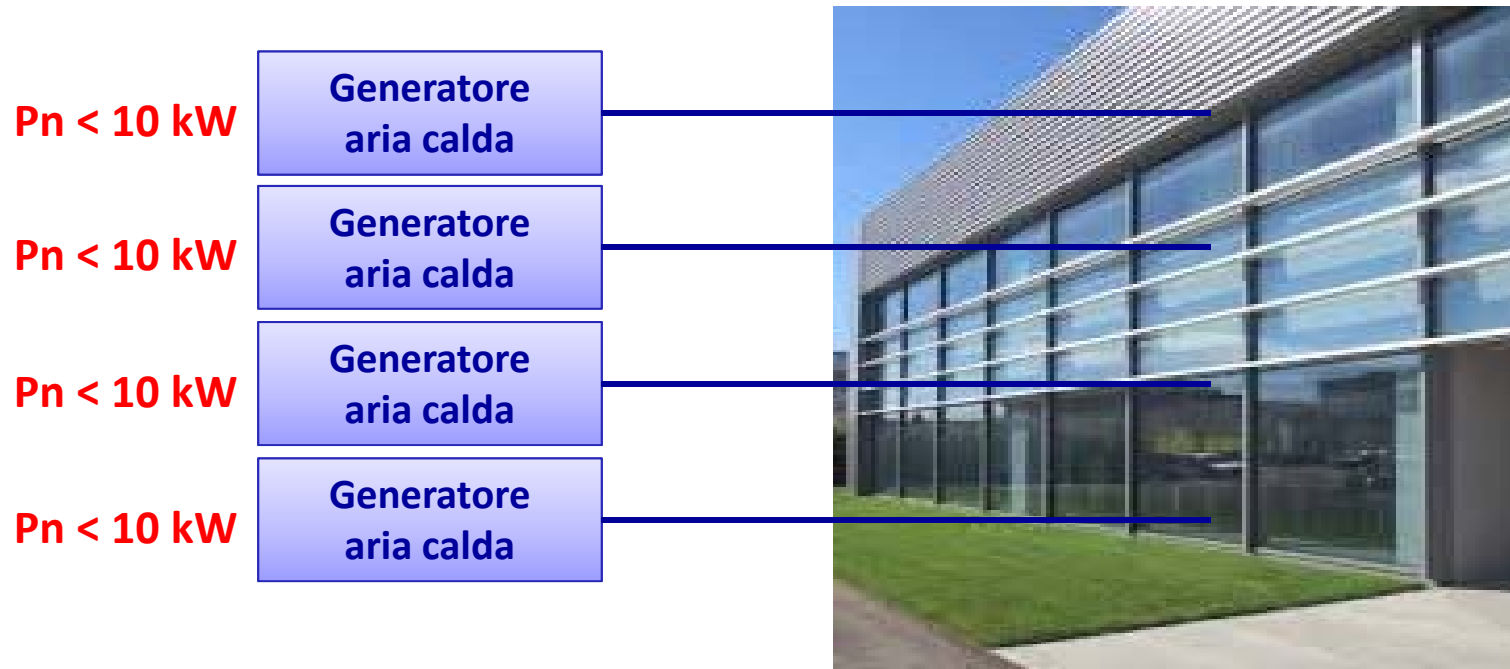 Pn < 10 kW
Generatore
aria calda
Pn < 10 kW
Generatore
aria calda
Pn < 10 kW
Generatore
aria calda
Pn < 10 kW
Generatore
aria calda